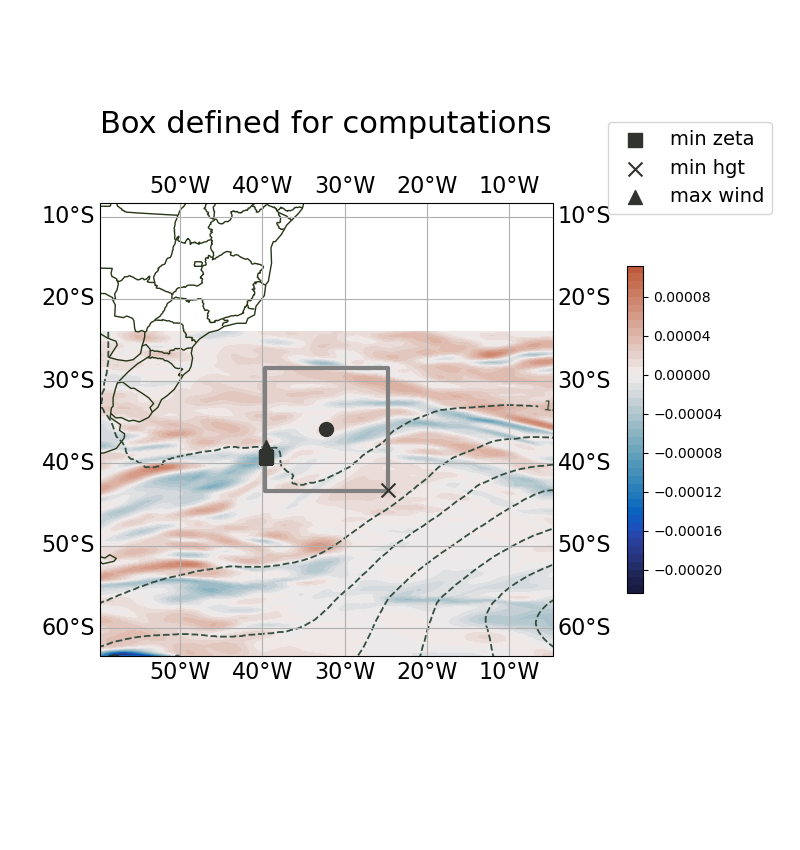 Box defined for computations
min zeta
min hgt
max wind
50°W 40°W 30°W 20°W 10°W
10°S 10°S
20°S
30°S 30°S
40°S 40°S
50°S 50°S
60°S 60°S
20°S
1
50°W 40°W 30°W 20°W 10°W
0.00008
0.00004
0.00000
−0.00004
−0.00008
−0.00012
−0.00016
−0.00020